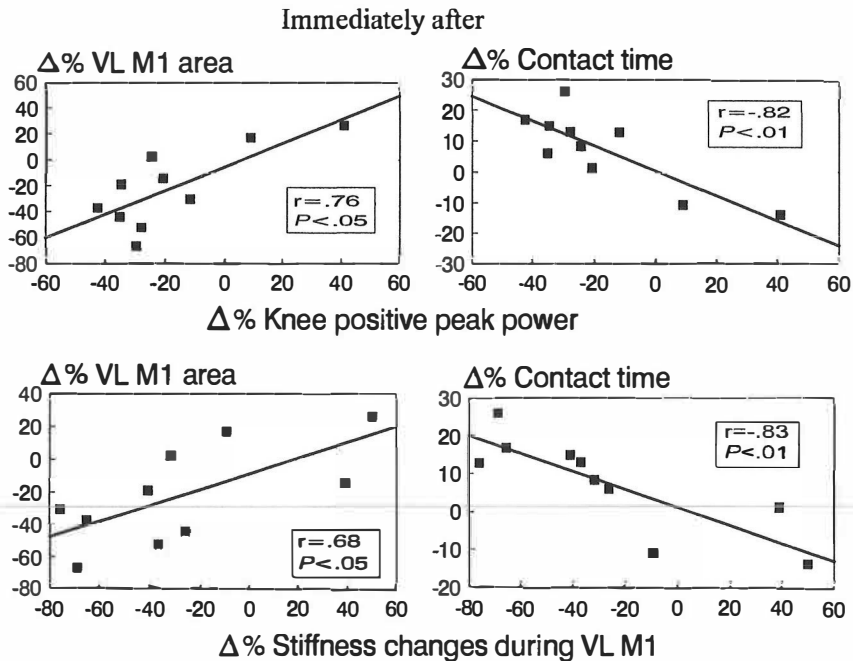 Immediately after
Δ% VL M1 area
Δ% Contact time
60
40
20
0
-20
-40
-60
-80
r=.76
P<.05
-60 -40 -20 0 20 40 60
30
20
10
0
-10
-20
-30
r=-.82
P<.01
-60 -40 -20 0 20 40 60
Δ% Knee positive peak power
Δ% VL M1 area
Δ% Contact time
40
20
0
-20
-40
-60
-80
r=.68
P<.05
-80 -60 -40 -20 0 20 40 60
30
20
10
0
-10
-20
r=-.83
P<.01
-80 -60 -40 -20 0 20 40 60
Δ% Stiffness changes during VL M1